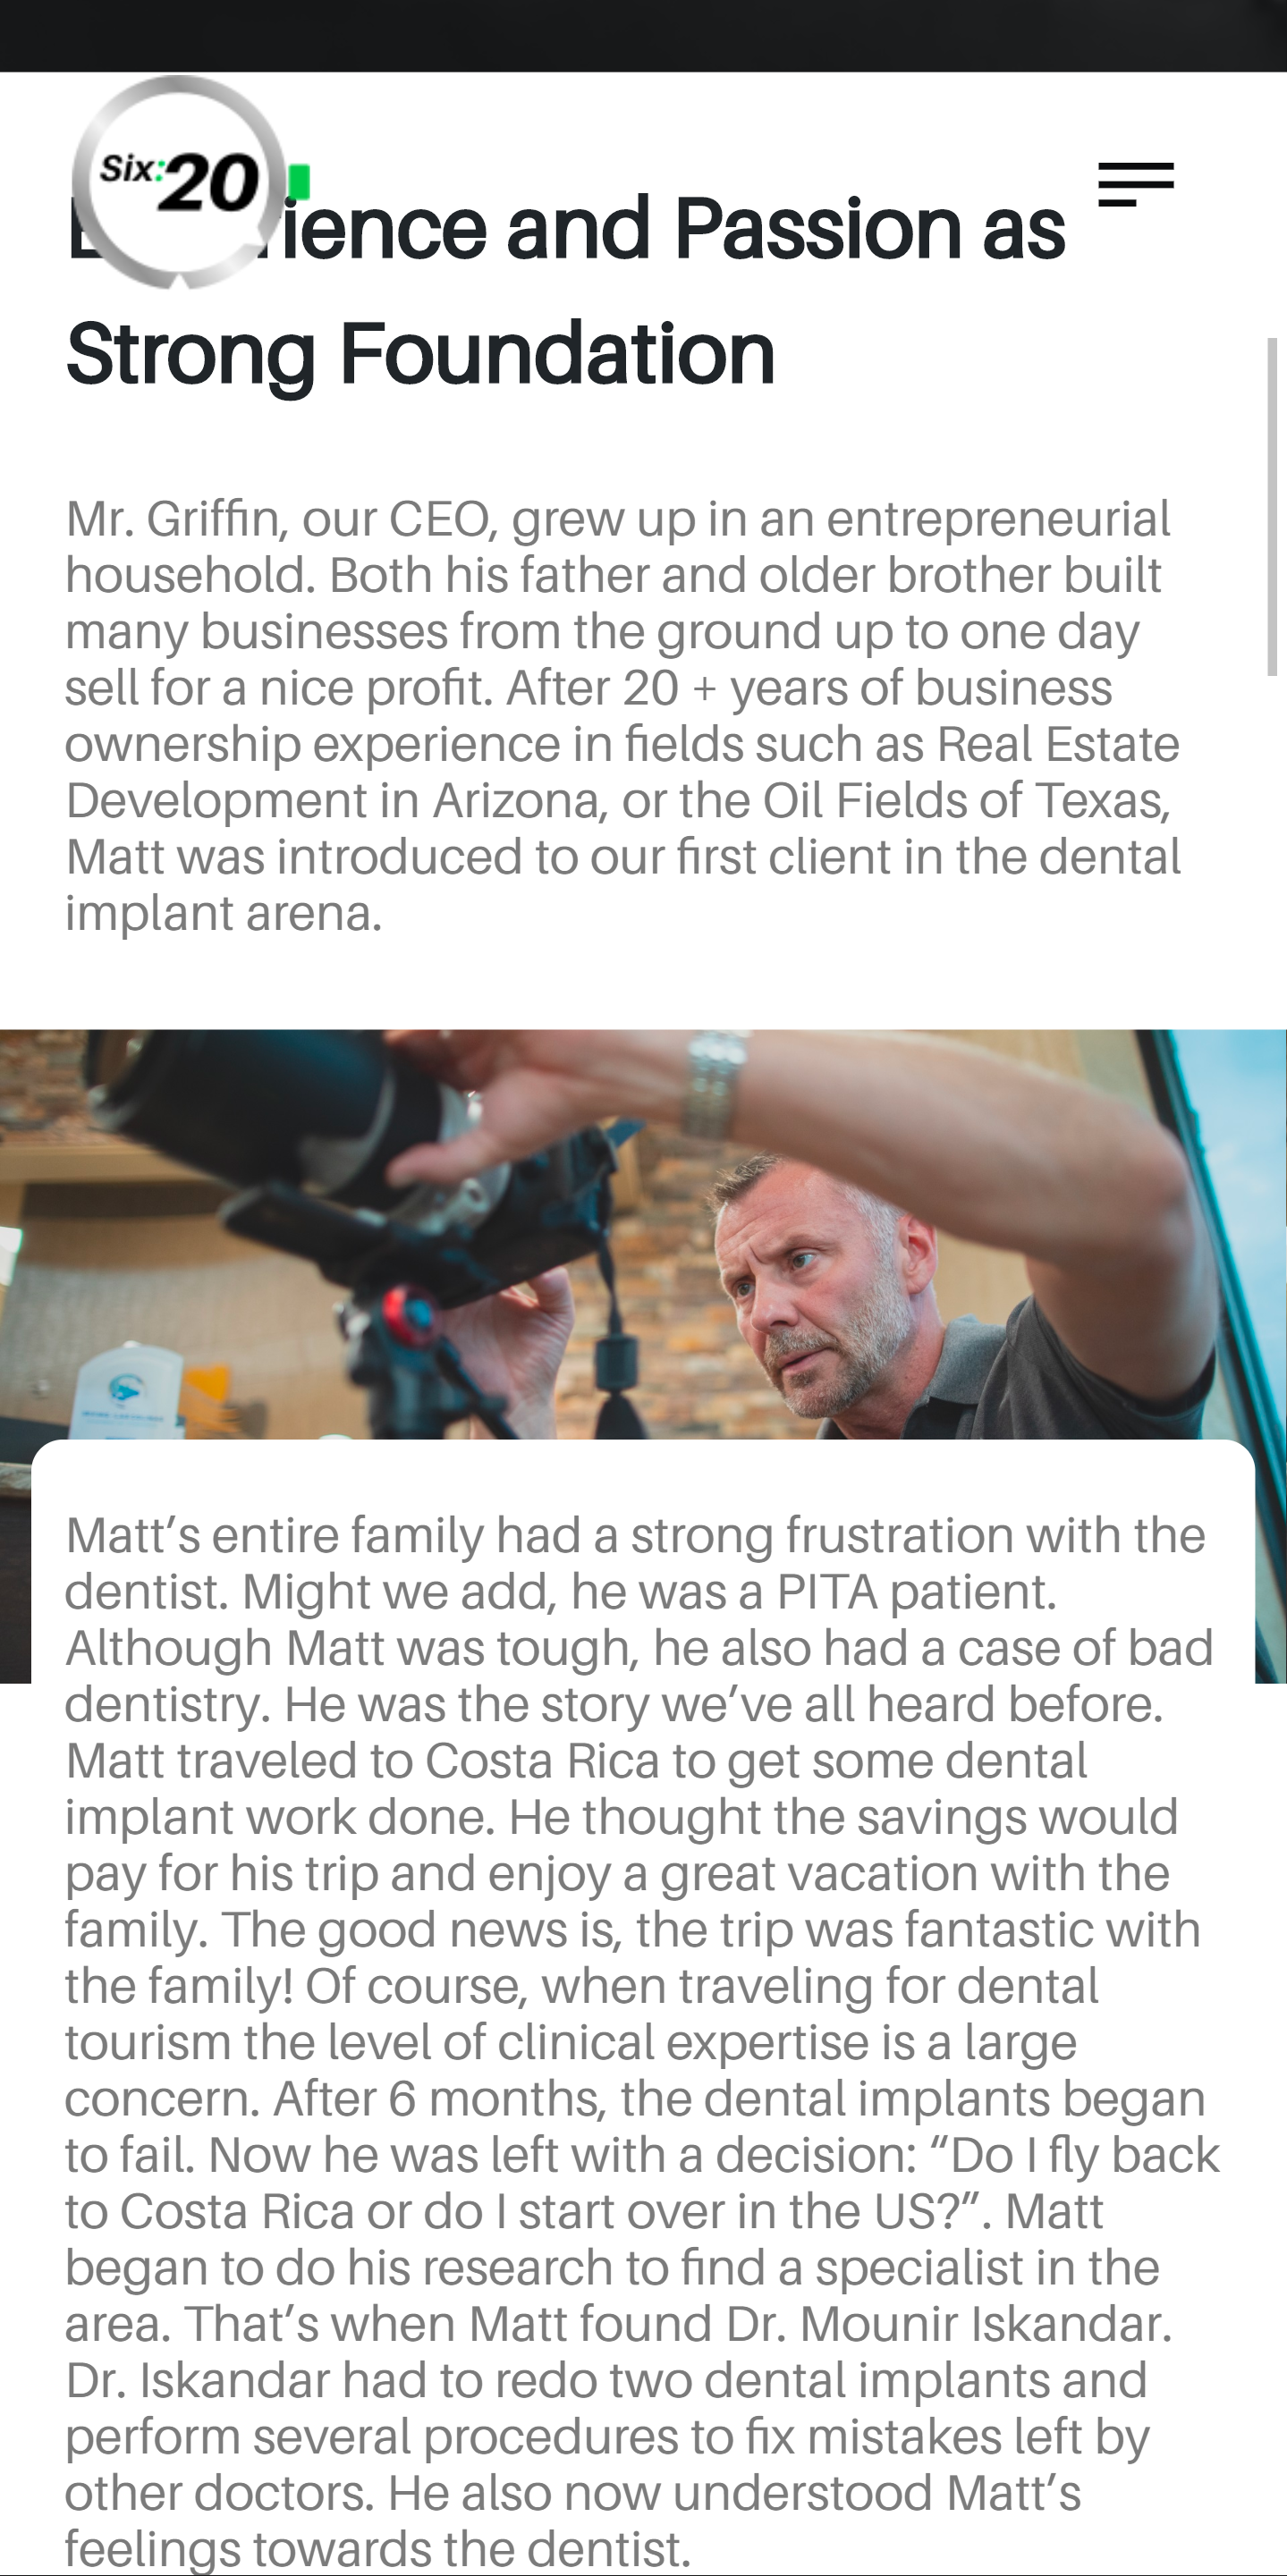 Six:20
ience and Passion as
Strong Foundation
Mr. Griffin, our CEO, grew up in an entrepreneurial
household. Both his father and older brother built
many businesses from the ground up to one day
sell for a nice profit. After 20 + years of business
ownership experience in fields such as Real Estate
Development in Arizona, or the Oil Fields of Texas,
Matt was introduced to our first client in the dental
implant arena.
Matt’s entire family had a strong frustration with the
dentist. Might we add, he was a PITA patient.
Although Matt was tough, he also had a case of bad
dentistry. He was the story we’ve all heard before.
Matt traveled to Costa Rica to get some dental
implant work done. He thought the savings would
pay for his trip and enjoy a great vacation with the
family. The good news is, the trip was fantastic with
the family! Of course, when traveling for dental
tourism the level of clinical expertise is a large
concern. After 6 months, the dental implants began
to fail. Now he was left with a decision: “Do I fly back
to Costa Rica or do I start over in the US?”. Matt
began to do his research to find a specialist in the
area. That’s when Matt found Dr. Mounir Iskandar.
Dr. Iskandar had to redo two dental implants and
perform several procedures to fix mistakes left by
other doctors. He also now understood Matt’s
feelings towards the dentist.